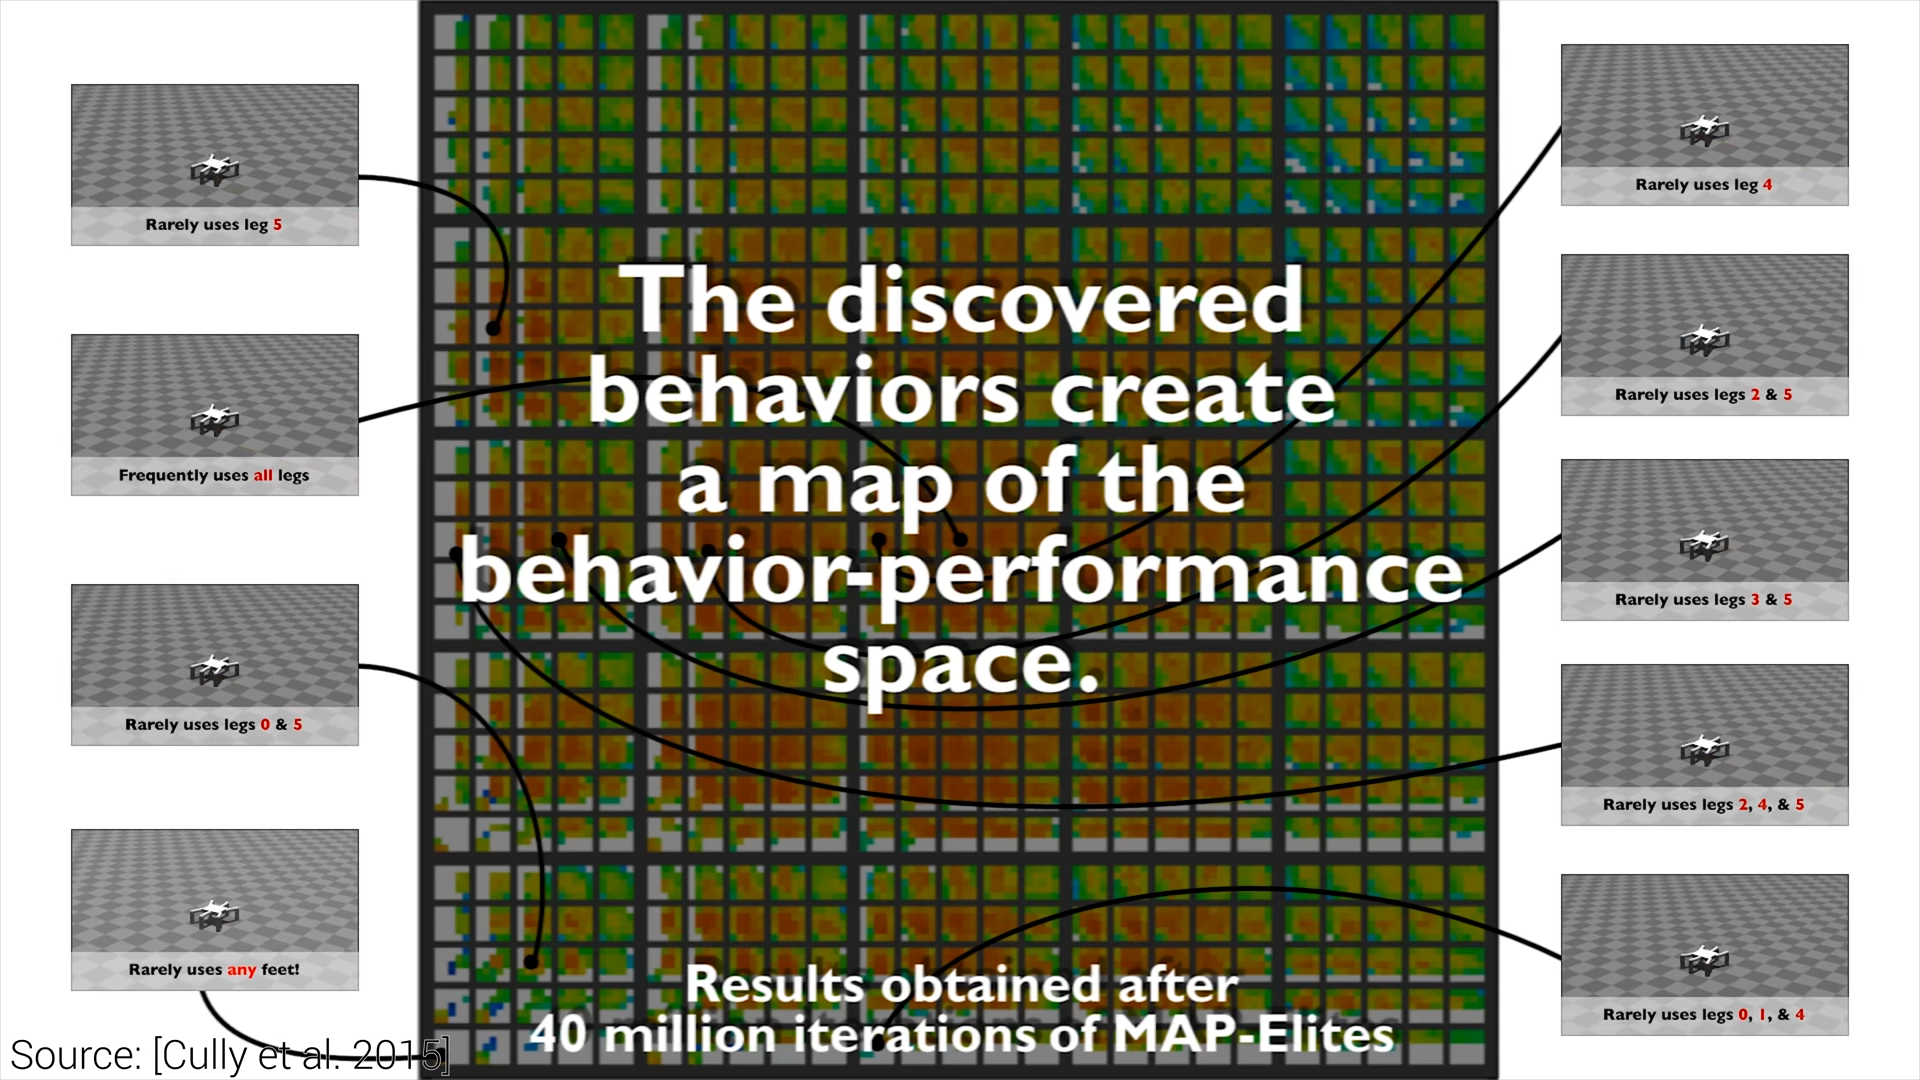 Rarely uses leg 5
Frequently uses all legs
Rarely uses legs 0 & 5
Rarely uses any feet!
Source: [Cully et al. 2015]
The discovered
behaviors create
a map of the
behavior-performance
space.
Results obtained after
40 million iterations of MAP-Elites
Rarely uses leg 4
Rarely uses legs 2 & 5
Rarely uses legs 3 & 5
Rarely uses legs 2, 4, & 5
Rarely uses legs 0, 1, & 4